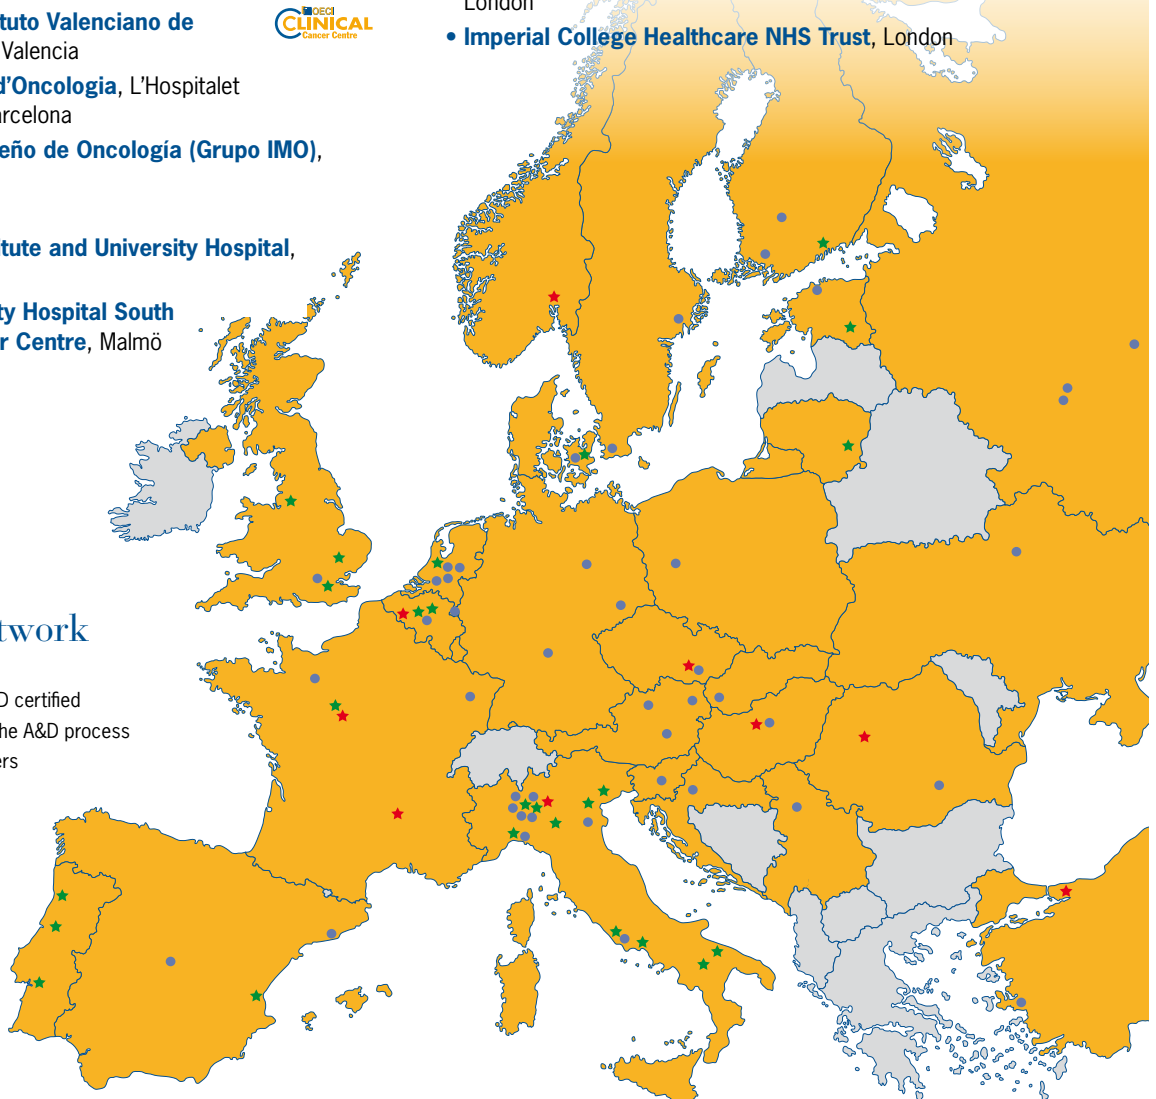 tuto Valenciano de
Valencia
d'Oncologia, L'Hospitalet
arcelona
eño de Oncología (Grupo IMO),
itute and University Hospital,
ty Hospital South
r Centre, Malmö
OECI
CLINICAL
Cancer Centre
London
• Imperial College Healthcare NHS Trust, London
twork
D certified
he A&D process
ers